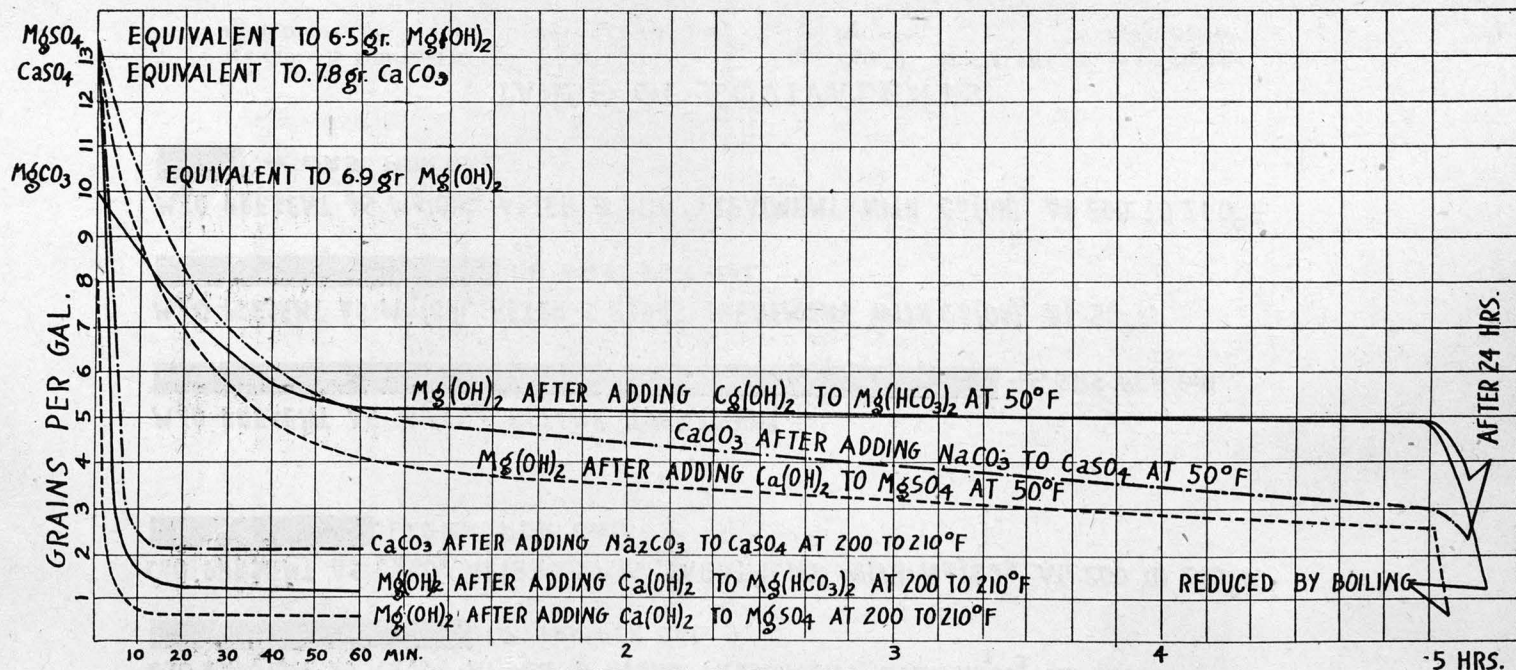 MgSO4 EQUIVALENT TO 6.5 gr. Mg(OH)2
CaSO4 EQUIVALENT TO 7.8 gr. CaCO3
MgCO3 EQUIVALENT TO 6.9 gr Mg(OH)2
GRAINS PER GAL.
13
12
11
10
9
8
7
6
5
4
3
2
1
Mg(OH)2 AFTER ADDING Cg(OH)2 TO Mg(HCO3)2 AT 50°F
CaCO3 AFTER ADDING NaCO3 TO CaSO4 AT 50°F
Mg(OH)2 AFTER ADDING Ca(OH)2 TO MgSO4 AT 50°F
CaCO3 AFTER ADDING Na2CO3 TO CaSO4 AT 200 TO 210°F
Mg(OH)2 AFTER ADDING Ca(OH)2 TO Mg(HCO3)2 AT 200 TO 210°F
REDUCED BY BOILING
Mg(OH)2 AFTER ADDING Ca(OH)2 TO MgSO4 AT 200 TO 210°F
AFTER 24 HRS.
10 20 30 40 50 60 MIN. 2 3 4 5 HRS.